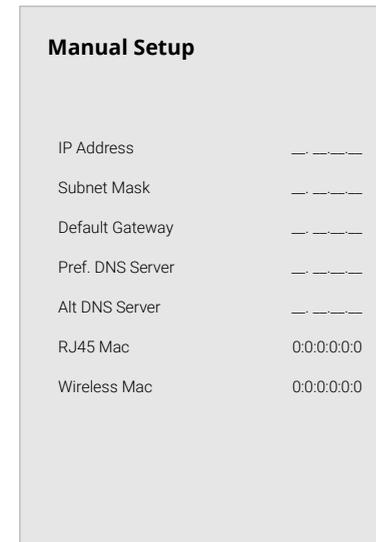 Manual Setup
IP Address __. __.__.__
Subnet Mask __. __.__.__
Default Gateway __. __.__.__
Pref. DNS Server __. __.__.__
Alt DNS Server __. __.__.__
RJ45 Mac 0:0:0:0:0:0
Wireless Mac 0:0:0:0:0:0